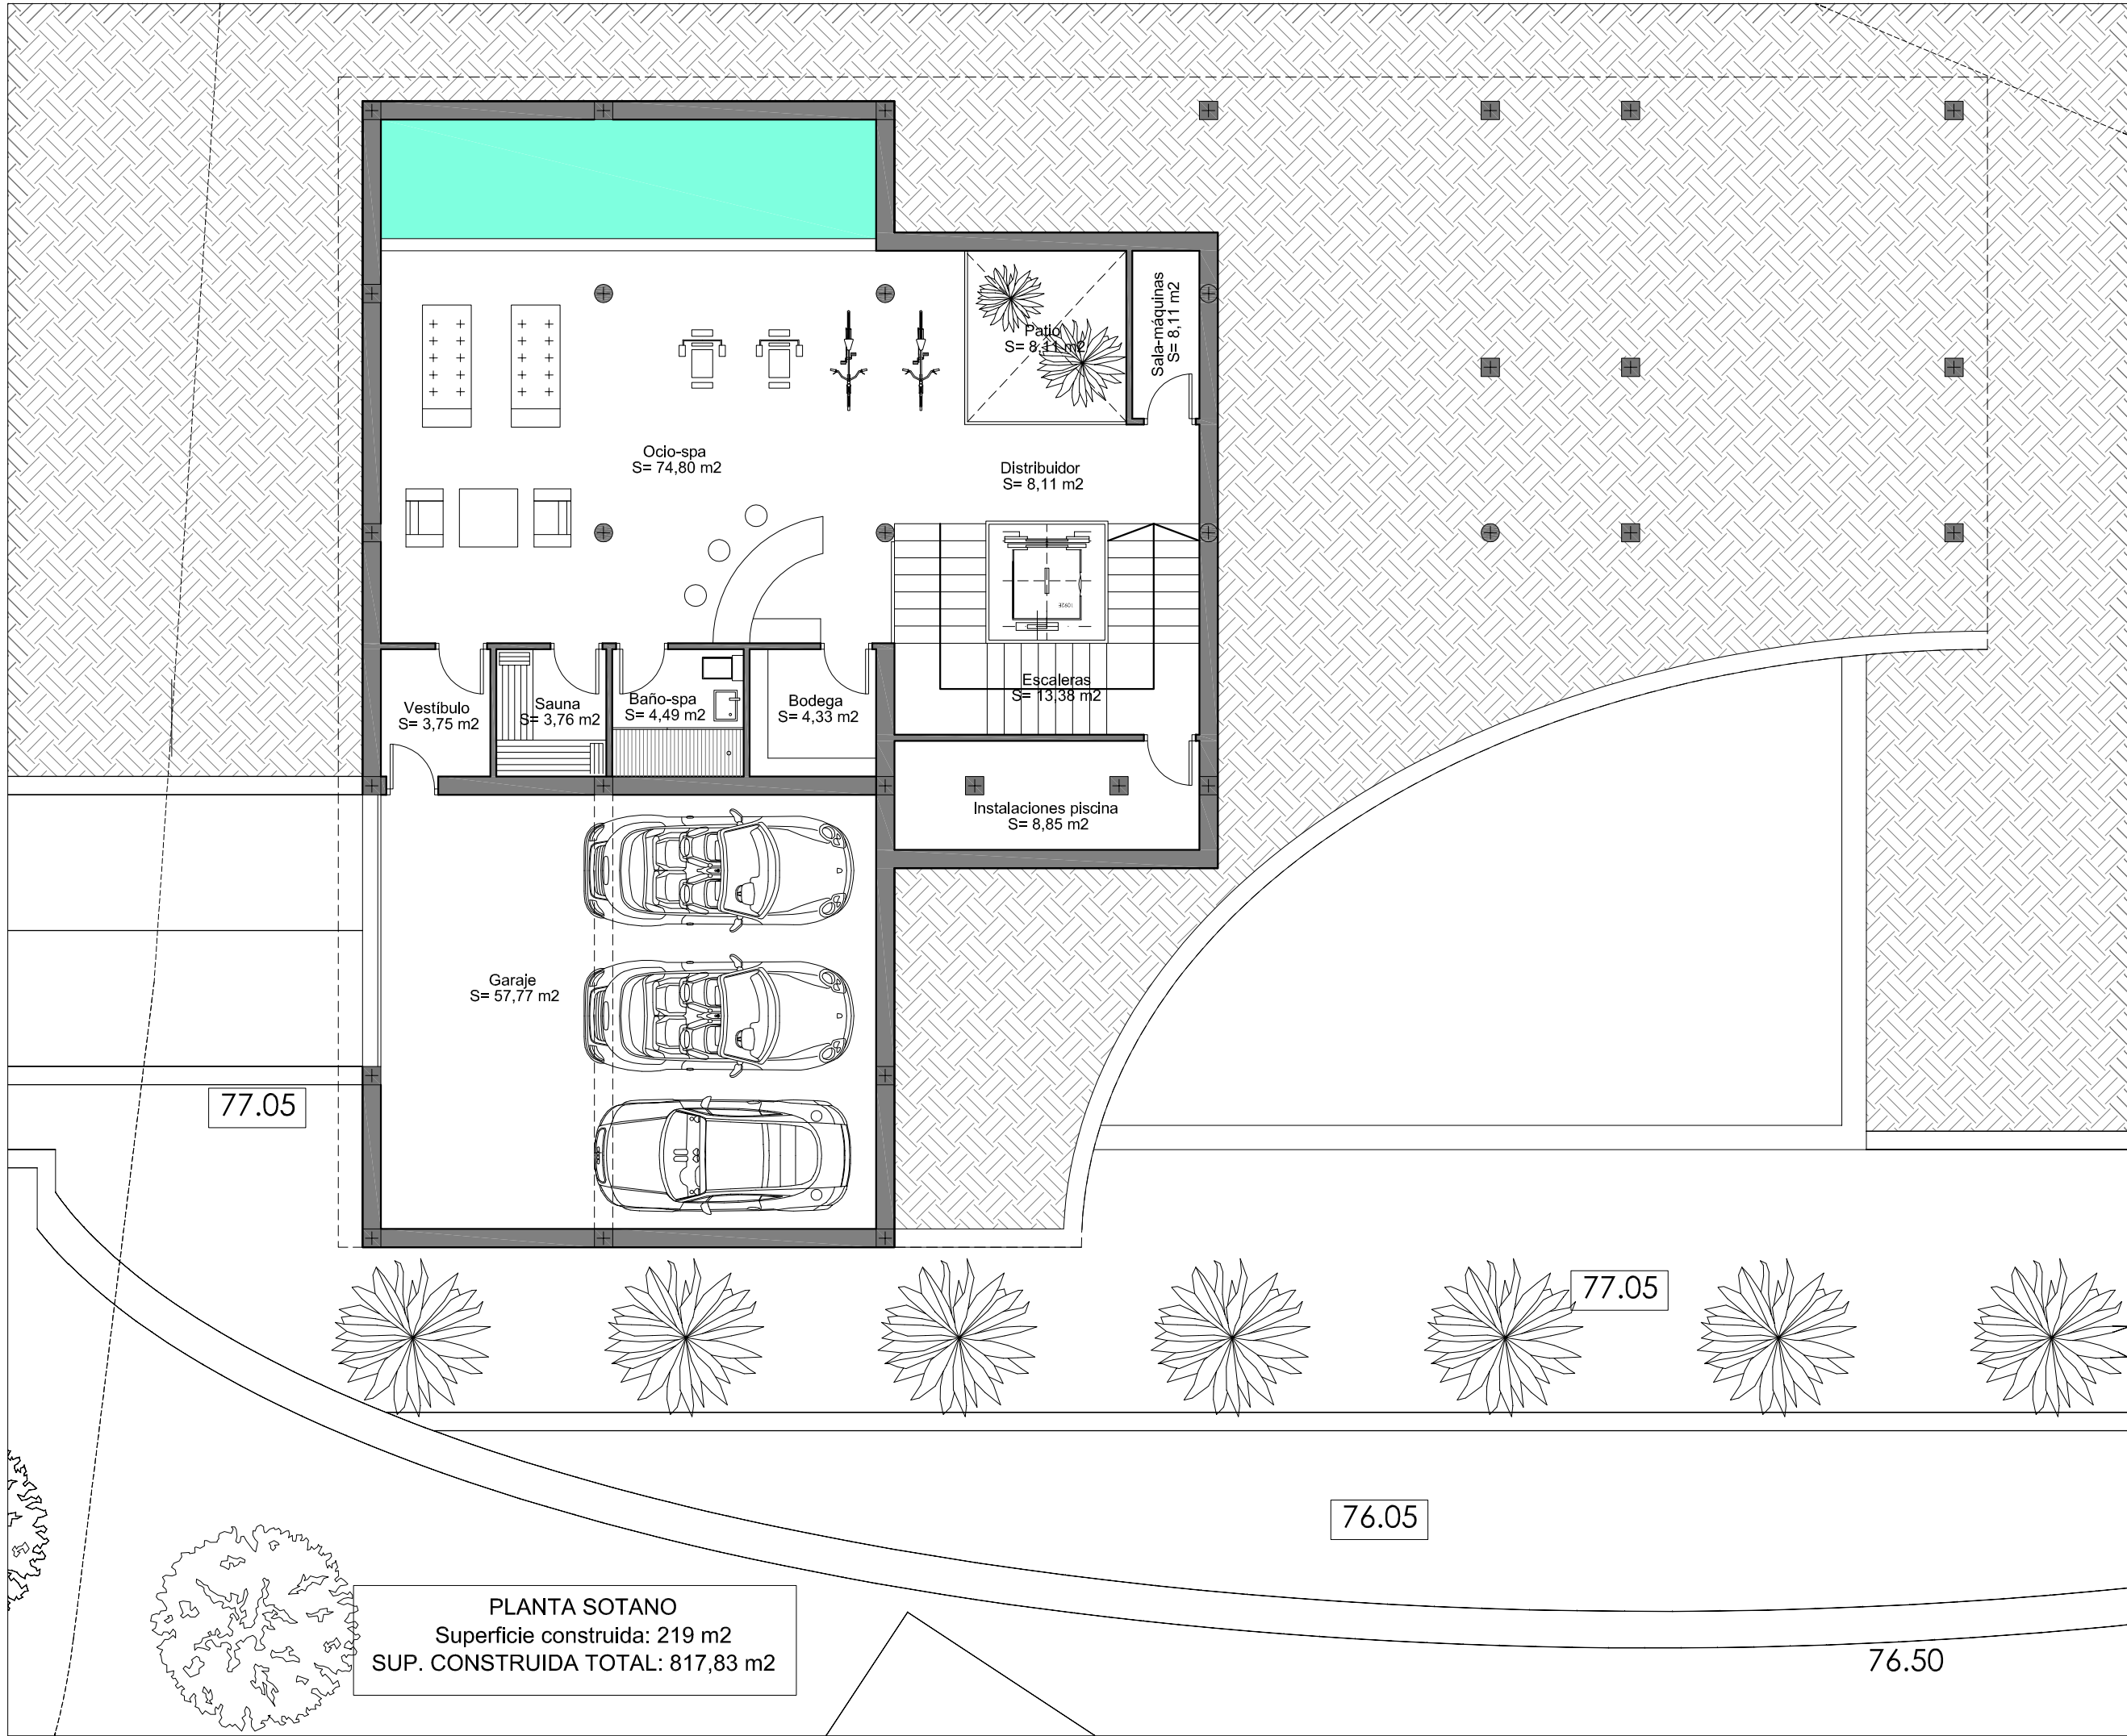 Sala-máquinas
S= 8,11 m2
Patio
S= 8,11 m2
Ocio-spa
S= 74,80 m2
Distribuidor
S= 8,11 m2
Escaleras
S= 13,38 m2
Vestíbulo
S= 3,75 m2
Sauna
S= 3,76 m2
Baño-spa
S= 4,49 m2
Bodega
S= 4,33 m2
Instalaciones piscina
S= 8,85 m2
Garaje
S= 57,77 m2
77.05
77.05
76.05
PLANTA SOTANO
Superficie construida: 219 m2
SUP. CONSTRUIDA TOTAL: 817,83 m2
76.50